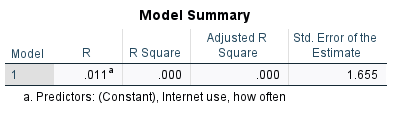 Model Summary
Model R R Square Adjusted R Square Std. Error of the Estimate
1 .011a .000 .000 1.655
a. Predictors: (Constant), Internet use, how often